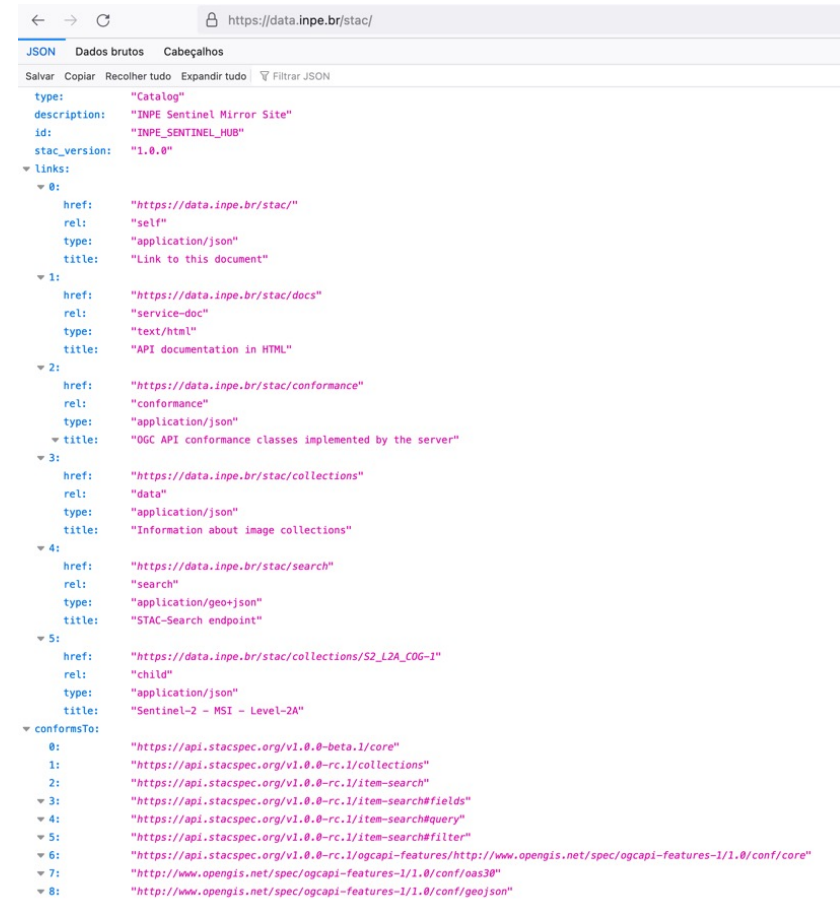 https://data.inpe.br/stac/
JSON Dados brutos Cabeçalhos
Salvar Copiar Recolher tudo Expandir tudo Filtrar JSON
type: "Catalog"
description: "INPE Sentinel Mirror Site"
id: "INPE_SENTINEL_HUB"
stac_version: "1.0.0"
links:
0:
href: "https://data.inpe.br/stac/"
rel: "self"
type: "application/json"
title: "Link to this document"
1:
href: "https://data.inpe.br/stac/docs"
rel: "service-doc"
type: "text/html"
title: "API documentation in HTML"
2:
href: "https://data.inpe.br/stac/conformance"
rel: "conformance"
type: "application/json"
title: "OGC API conformance classes implemented by the server"
3:
href: "https://data.inpe.br/stac/collections"
rel: "data"
type: "application/json"
title: "Information about image collections"
4:
href: "https://data.inpe.br/stac/search"
rel: "search"
type: "application/geo+json"
title: "STAC-Search endpoint"
5:
href: "https://data.inpe.br/stac/collections/S2_L2A_COG-1"
rel: "child"
type: "application/json"
title: "Sentinel-2 - MSI - Level-2A"
conformsTo:
0: "https://api.stacspec.org/v1.0.0-beta.1/core"
1: "https://api.stacspec.org/v1.0.0-rc.1/collections"
2: "https://api.stacspec.org/v1.0.0-rc.1/item-search"
3: "https://api.stacspec.org/v1.0.0-rc.1/item-search#fields"
4: "https://api.stacspec.org/v1.0.0-rc.1/item-search#query"
5: "https://api.stacspec.org/v1.0.0-rc.1/item-search#filter"
6: "https://api.stacspec.org/v1.0.0-rc.1/ogcapi-features/http://www.opengis.net/spec/ogcapi-features-1/1.0/conf/core"
7: "http://www.opengis.net/spec/ogcapi-features-1/1.0/conf/oas30"
8: "http://www.opengis.net/spec/ogcapi-features-1/1.0/conf/geojson"